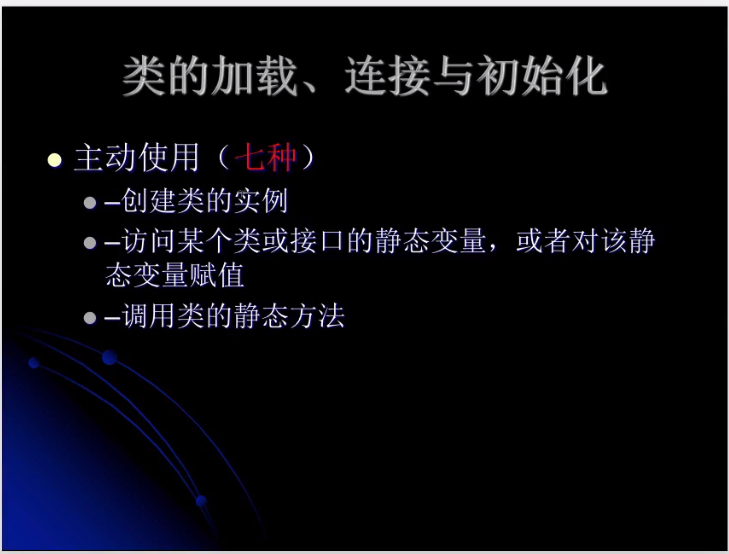 类的加载、连接与初始化
主动使用（七种）
–创建类的实例
–访问某个类或接口的静态变量，或者对该静
态变量赋值
–调用类的静态方法